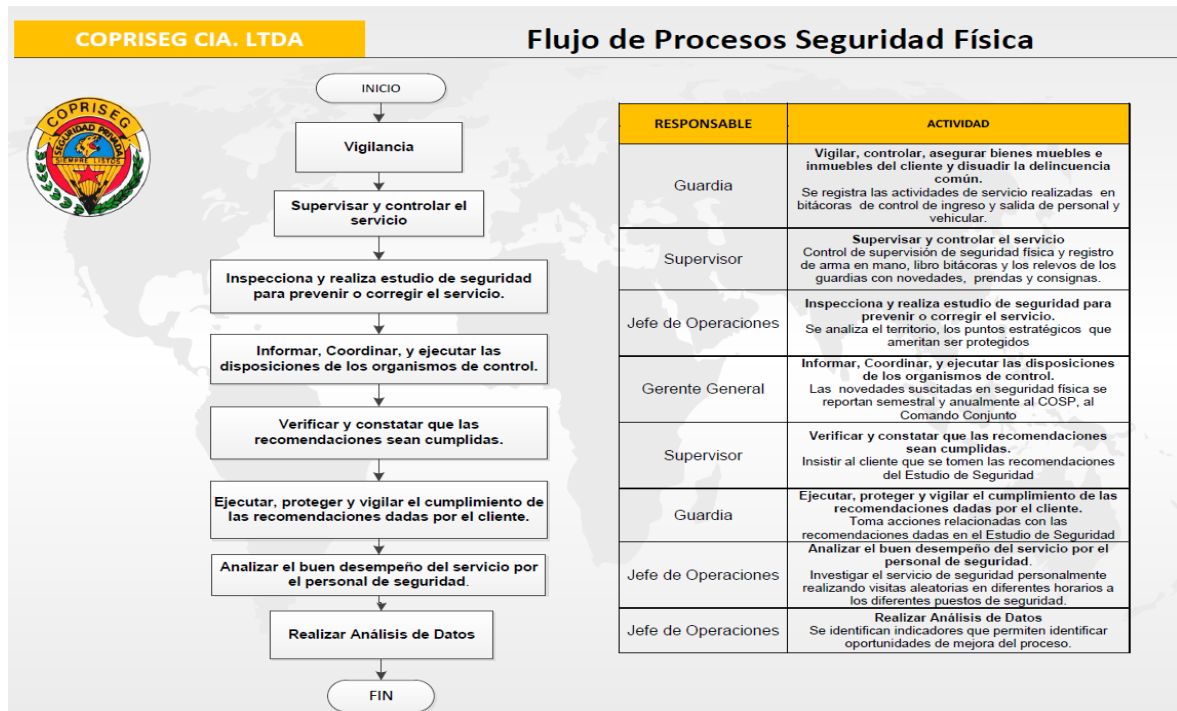 COPRISEG CIA. LTDA
Flujo de Procesos Seguridad Física
COPRISEG
SEGURIDAD PRIVADA
SIEMPRE LISTOS
INICIO
Vigilancia
Supervisar y controlar el
servicio
Inspecciona y realiza estudio de seguridad
para prevenir o corregir el servicio.
Informar, Coordinar, y ejecutar las
disposiciones de los organismos de control.
Verificar y constatar que las
recomendaciones sean cumplidas.
Ejecutar, proteger y vigilar el cumplimiento de
las recomendaciones dadas por el cliente.
Analizar el buen desempeño del servicio por
el personal de seguridad.
Realizar Análisis de Datos
FIN
RESPONSABLE
ACTIVIDAD
Guardia
Vigilar, controlar, asegurar bienes muebles e
inmuebles del cliente y disuadir la delincuencia
común.
Se registra las actividades de servicio realizadas en
bitácoras de control de ingreso y salida de personal y
vehicular.
Supervisor
Supervisar y controlar el servicio
Control de supervisión de seguridad física y registro
de arma en mano, libro bitácoras y los relevos de los
guardias con novedades, prendas y consignas.
Jefe de Operaciones
Inspecciona y realiza estudio de seguridad para
prevenir o corregir el servicio.
Se analiza el territorio, los puntos estratégicos que
ameritan ser protegidos
Gerente General
Informar, Coordinar, y ejecutar las disposiciones
de los organismos de control.
Las novedades suscitadas en seguridad física se
reportan semestral y anualmente al COSP, al
Comando Conjunto
Supervisor
Verificar y constatar que las recomendaciones
sean cumplidas.
Insistir al cliente que se tomen las recomendaciones
del Estudio de Seguridad
Guardia
Ejecutar, proteger y vigilar el cumplimiento de las
recomendaciones dadas por el cliente.
Toma acciones relacionadas con las
recomendaciones dadas en el Estudio de Seguridad
Jefe de Operaciones
Analizar el buen desempeño del servicio por el
personal de seguridad.
Investigar el servicio de seguridad personalmente
realizando visitas aleatorias en diferentes horarios a
los diferentes puestos de seguridad.
Jefe de Operaciones
Realizar Análisis de Datos
Se identifican indicadores que permiten identificar
oportunidades de mejora del proceso.